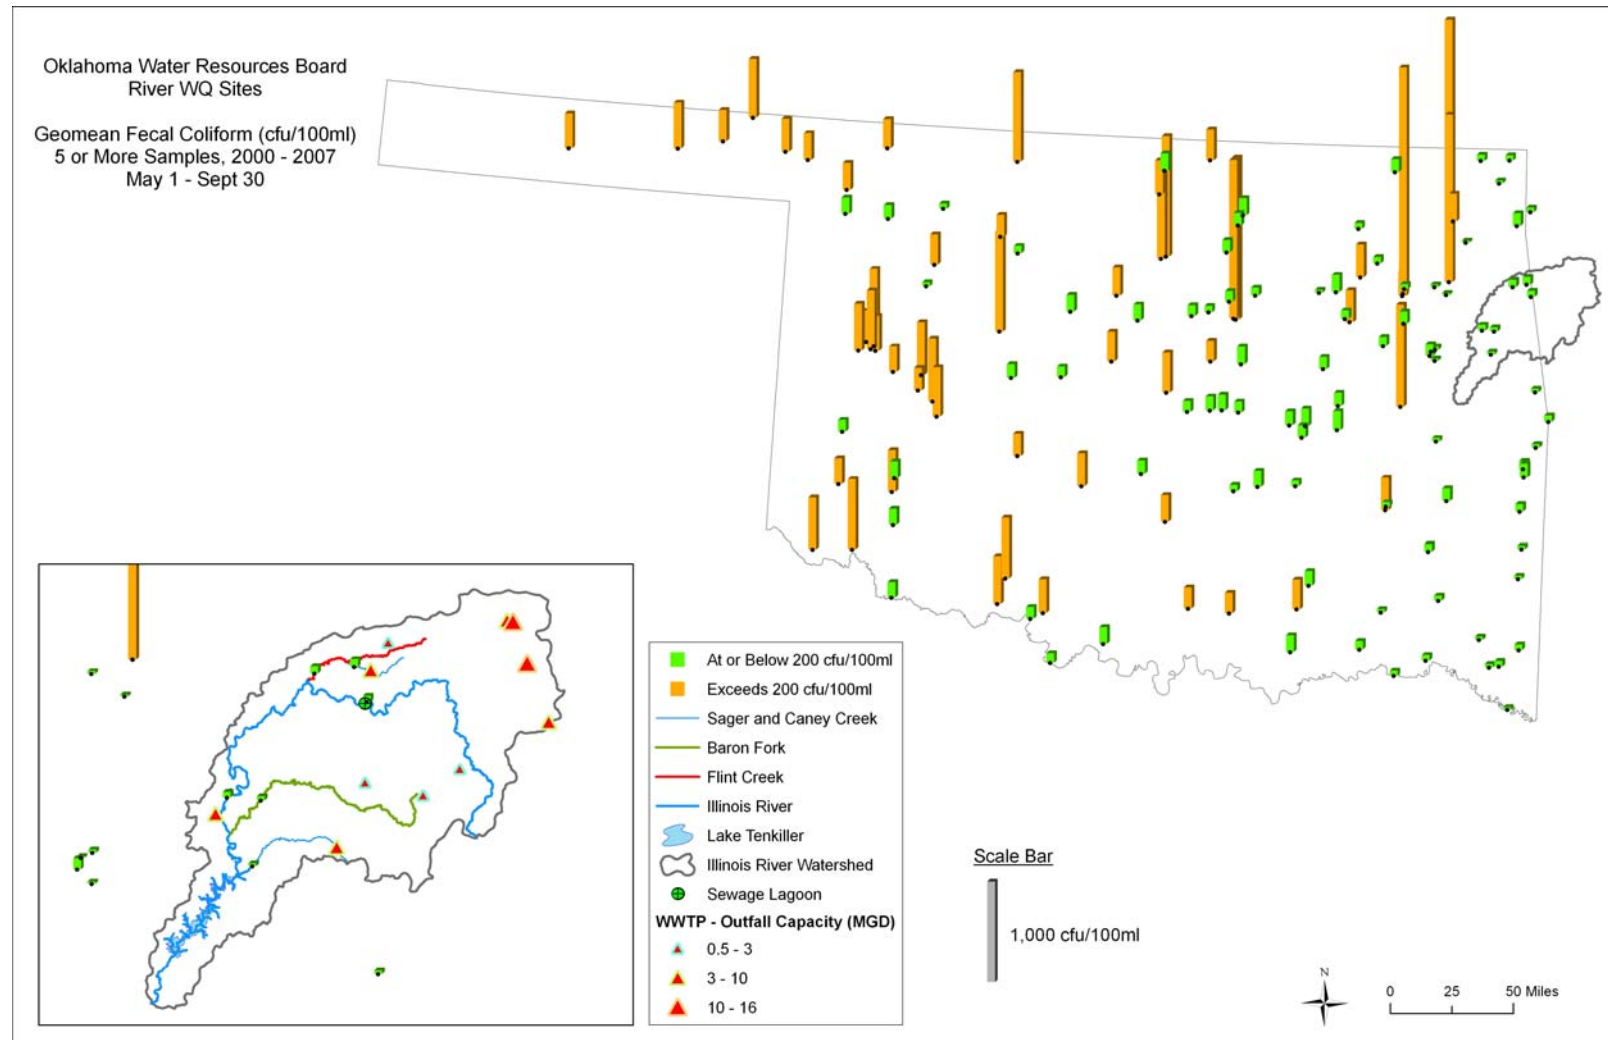 Oklahoma Water Resources Board
River WQ Sites
Geomean Fecal Coliform (cfu/100ml)
5 or More Samples, 2000 - 2007
May 1 - Sept 30
At or Below 200 cfu/100ml
Exceeds 200 cfu/100ml
Sager and Caney Creek
Baron Fork
Flint Creek
Illinois River
Lake Tenkiller
Illinois River Watershed
Sewage Lagoon
WWTP - Outfall Capacity (MGD)
0.5 - 3
3 - 10
10 - 16
Scale Bar
1,000 cfu/100ml
N
0 25 50 Miles